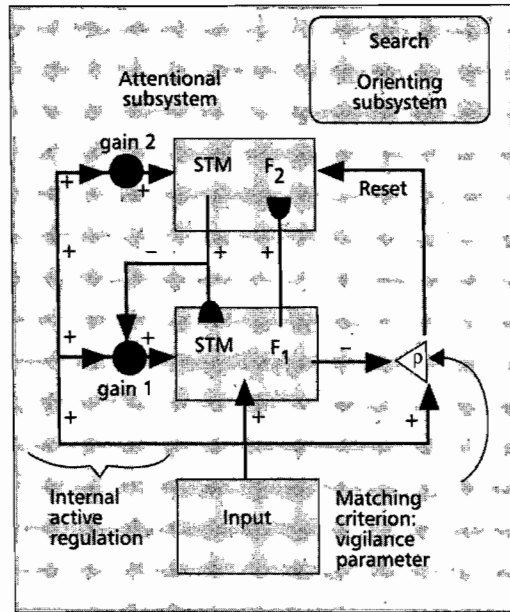 Search
Orienting
subsystem
Attentional
subsystem
gain 2
STM
F2
Reset
+
+
+
+
+
−
+
+
STM
F1
−
ρ
gain 1
+
+
+
Internal
active
regulation
Input
Matching
criterion:
vigilance
parameter